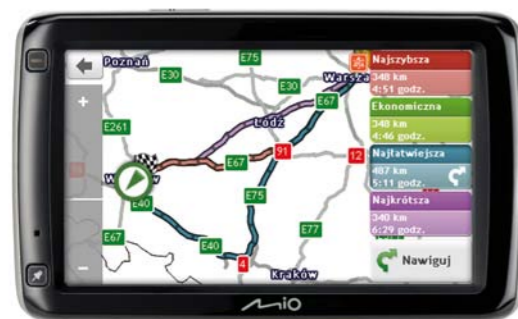 Poznań
E75
E30
E30
Warsza
E67
E261
Łódź
91
12
E67
W
E40
E75
E67
E40
E77
4
Kraków
Najszybsza
348 km
4:51 godz.
Ekonomiczna
348 km
4:46 godz.
Najłatwiejsza
487 km
5:11 godz.
Najkrótsza
340 km
6:29 godz.
Nawiguj
+
−
Mio